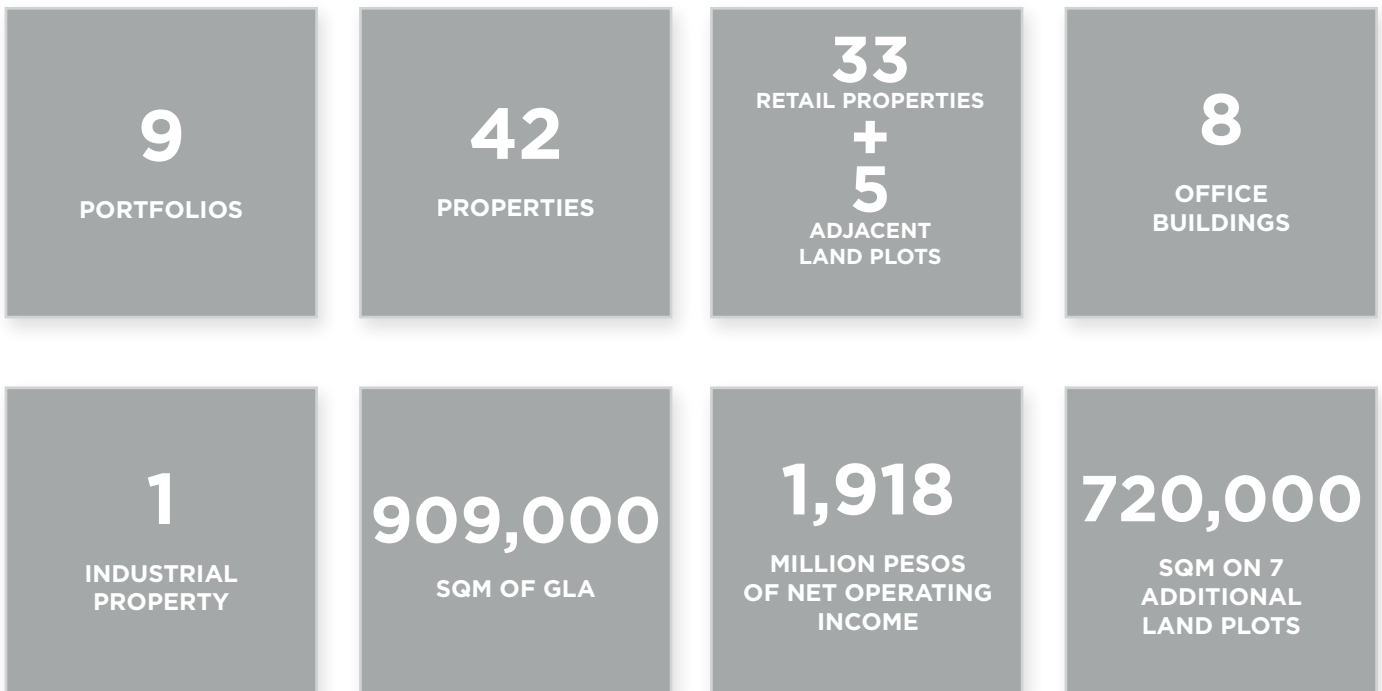 9
PORTFOLIOS
42
PROPERTIES
33
RETAIL PROPERTIES
+
5
ADJACENT
LAND PLOTS
8
OFFICE
BUILDINGS
1
INDUSTRIAL
PROPERTY
909,000
SQM OF GLA
1,918
MILLION PESOS
OF NET OPERATING
INCOME
720,000
SQM ON 7
ADDITIONAL
LAND PLOTS